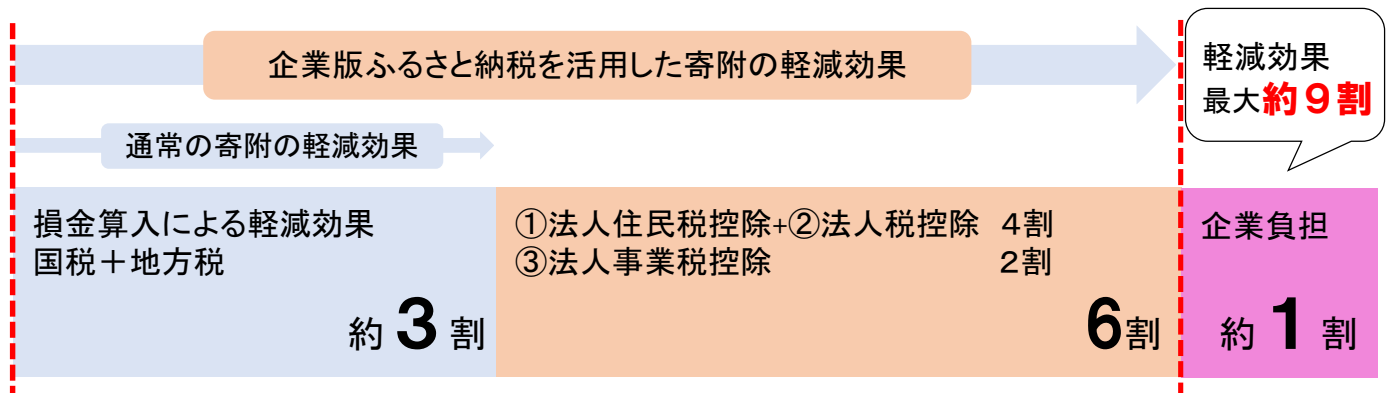 企業版ふるさと納税を活用した寄附の軽減効果
軽減効果
最大約９割
通常の寄附の軽減効果
損金算入による軽減効果
国税＋地方税
約３割
①法人住民税控除+②法人税控除 ４割
③法人事業税控除 ２割
６割
企業負担
約１割